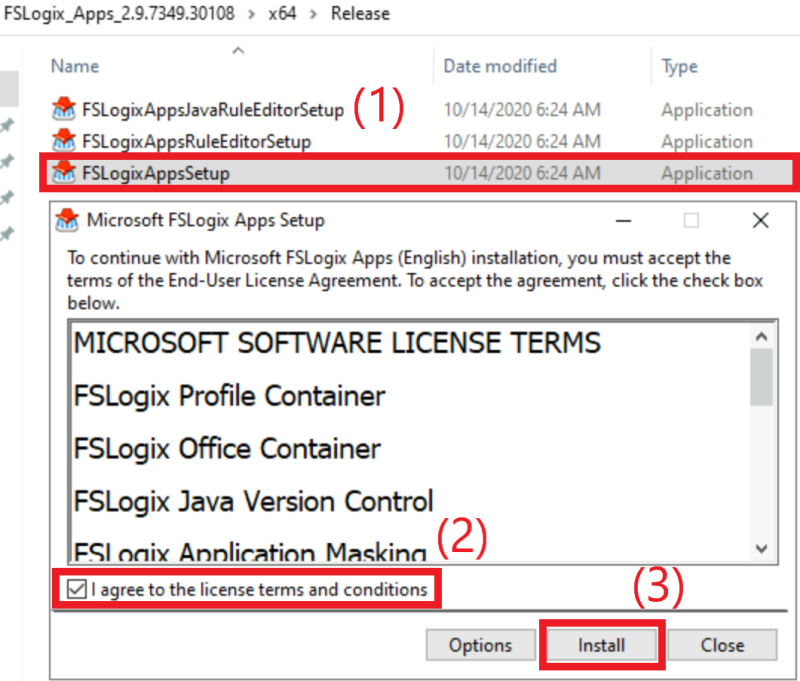 FSLogix_Apps_2.9.7349.30108 > x64 > Release
Name Date modified Type
FSLogixAppsJavaRuleEditorSetup (1) 10/14/2020 6:24 AM Application
FSLogixAppsRuleEditorSetup 10/14/2020 6:24 AM Application
FSLogixAppsSetup 10/14/2020 6:24 AM Application
Microsoft FSLogix Apps Setup
To continue with Microsoft FSLogix Apps (English) installation, you must accept the
terms of the End-User License Agreement. To accept the agreement, click the check box
below.
MICROSOFT SOFTWARE LICENSE TERMS
FSLogix Profile Container
FSLogix Office Container
FSLogix Java Version Control
FSLogix Application Masking (2)
I agree to the license terms and conditions
(3)
Options Install Close